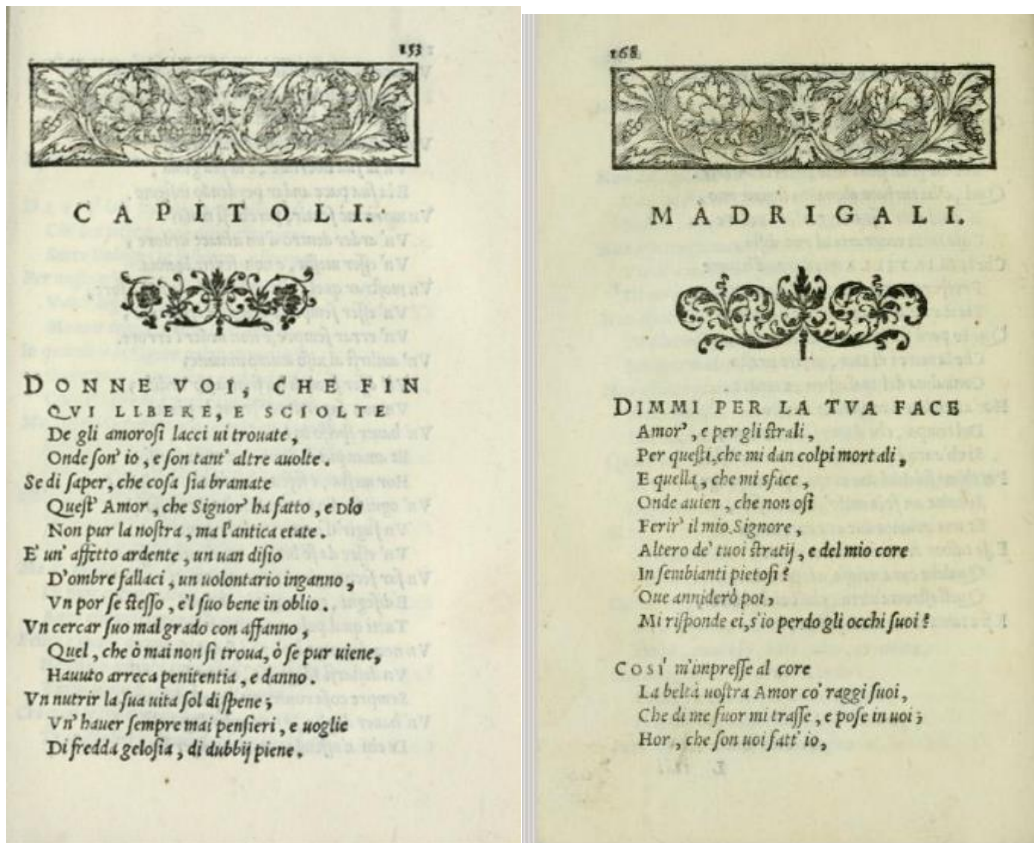 153
CAPITOLI.
DONNE VOI, CHE FIN
QVI LIBERE, E SCIOLTE
De gli amorosi lacci ui trouate,
Onde son' io, e son tant' altre auolte.
Se di saper, che cosa sia bramate
Quest' Amor, che Signor' ha fatto, e DIo
Non pur la nostra, ma l'antica etate.
E' un' affetto ardente, un uan disio
D'ombre fallaci, un uolontario inganno,
Vn por se stesso, e'l suo bene in oblio.
Vn cercar suo mal grado con affanno,
Quel, che ò mai non si troua, ò se pur uiene,
Hauuto arreca penitentia, e danno.
Vn nutrir la sua uita sol di spene;
Vn' hauer sempre mai pensieri, e uoglie
Di fredda gelosia, di dubbij piene.
168
MADRIGALI.
DIMMI PER LA TVA FACE
Amor', e per gli strali,
Per questi, che mi dan colpi mortali,
E quella, che mi sface,
Onde auien, che non osi
Ferir' il mio Signore,
Altero de' tuoi stratij, e del mio core
In sembianti pietosi?
Oue anniderò poi,
Mi risponde ei, s'io perdo gli occhi suoi?
COSI' m'impresse al core
La beltà uostra Amor co' raggi suoi,
Che di me fuor mi trasse, e pose in uoi;
Hor, che son uoi fatt' io,